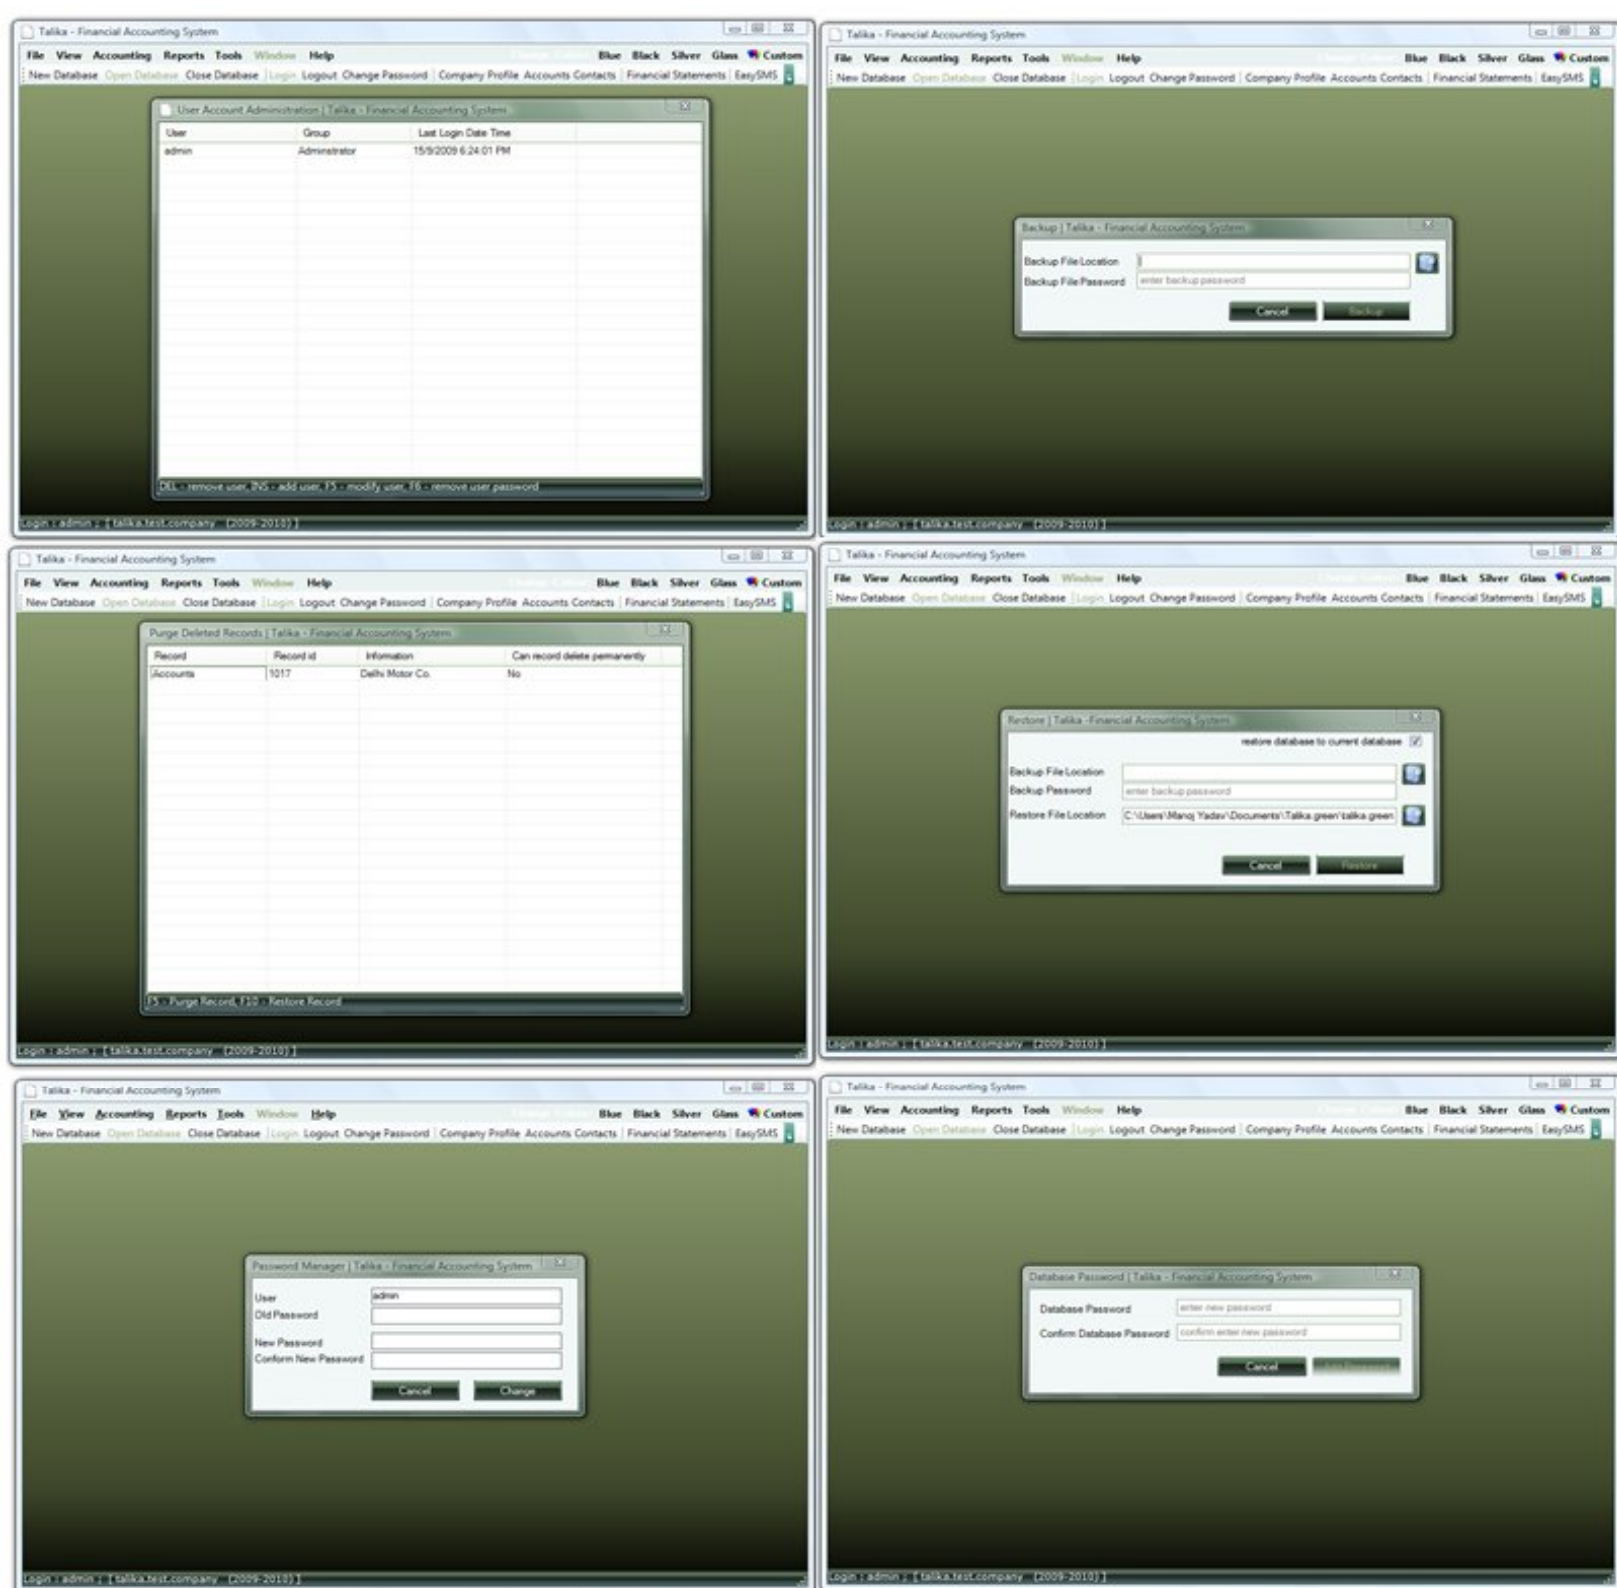 Talika - Financial Accounting System
File View Accounting Reports Tools Window Help Blue Black Silver Glass Custom
New Database Open Database Close Database Login Logout Change Password Company Profile Accounts Contacts Financial Statements EasySMS
User Account Administration | Talika - Financial Accounting System
User Group Last Login Date Time
admin Adminstrator 15/9/2009 6:24:01 PM
DEL - remove user, INS - add user, F5 - modify user, F6 - remove user password
Login : admin ; [ talika.test.company (2009-2010) ]
Talika - Financial Accounting System
File View Accounting Reports Tools Window Help Blue Black Silver Glass Custom
New Database Open Database Close Database Login Logout Change Password Company Profile Accounts Contacts Financial Statements EasySMS
Backup | Talika - Financial Accounting System
Backup File Location
Backup File Password enter backup password
Cancel Backup
Login : admin ; [ talika.test.company (2009-2010) ]
Talika - Financial Accounting System
File View Accounting Reports Tools Window Help Blue Black Silver Glass Custom
New Database Open Database Close Database Login Logout Change Password Company Profile Accounts Contacts Financial Statements EasySMS
Purge Deleted Records | Talika - Financial Accounting System
Record Record id Information Can record delete permanently
Accounts 1017 Delhi Motor Co. No
F5 - Purge Record, F10 - Restore Record
Login : admin ; [ talika.test.company (2009-2010) ]
Talika - Financial Accounting System
File View Accounting Reports Tools Window Help Blue Black Silver Glass Custom
New Database Open Database Close Database Login Logout Change Password Company Profile Accounts Contacts Financial Statements EasySMS
Restore | Talika -Financial Accounting System
restore database to current database
Backup File Location
Backup Password enter backup password
Restore File Location C:\Users\Manoj Yadav\Documents\Talika.green\talika.green
Cancel Restore
Login : admin ; [ talika.test.company (2009-2010) ]
Talika - Financial Accounting System
File View Accounting Reports Tools Window Help Blue Black Silver Glass Custom
New Database Open Database Close Database Login Logout Change Password Company Profile Accounts Contacts Financial Statements EasySMS
Password Manager | Talika - Financial Accounting System
User admin
Old Password
New Password
Conform New Password
Cancel Change
Login : admin ; [ talika.test.company (2009-2010) ]
Talika - Financial Accounting System
File View Accounting Reports Tools Window Help Blue Black Silver Glass Custom
New Database Open Database Close Database Login Logout Change Password Company Profile Accounts Contacts Financial Statements EasySMS
Database Password | Talika - Financial Accounting System
Database Password enter new password
Confirm Database Password confirm enter new password
Cancel
Login : admin ; [ talika.test.company (2009-2010) ]